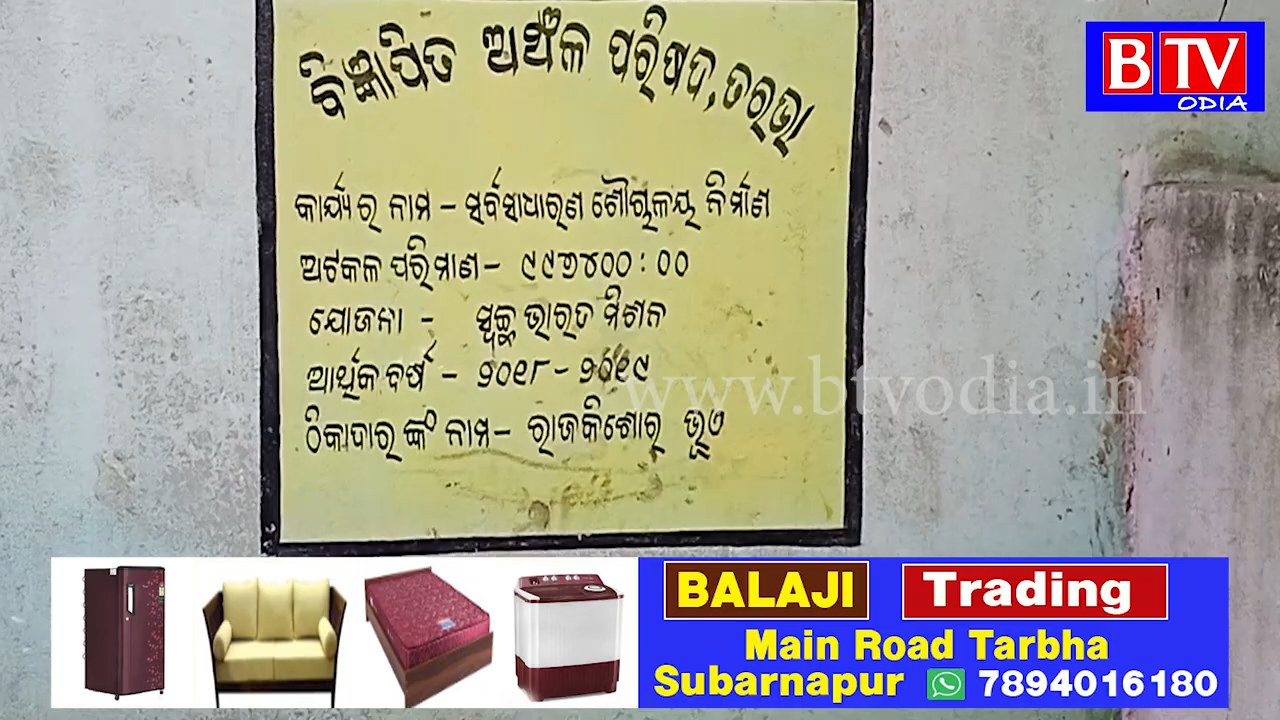 ବିଜ୍ଞାପିତ ଅଞ୍ଚଳ ପରିଷଦ, ତରଭା
କାର୍ଯ୍ୟର ନାମ - ସର୍ବସାଧାରଣ ଶୌଚାଳୟ ନିର୍ମାଣ
ଅଟକଳ ପରିମାଣ - ୯୯୭୪୦୦:୦୦
ଯୋଜନା - ସ୍ୱଚ୍ଛ ଭାରତ ମିଶନ
ଆର୍ଥିକ ବର୍ଷ - ୨୦୧୮ - ୨୦୧୯
ଠିକାଦାରଙ୍କ ନାମ - ରାଜକିଶୋର ଭୂଏ
BTV
ODIA
www.btvodia.in
BALAJI Trading
Main Road Tarbha
Subarnapur 7894016180